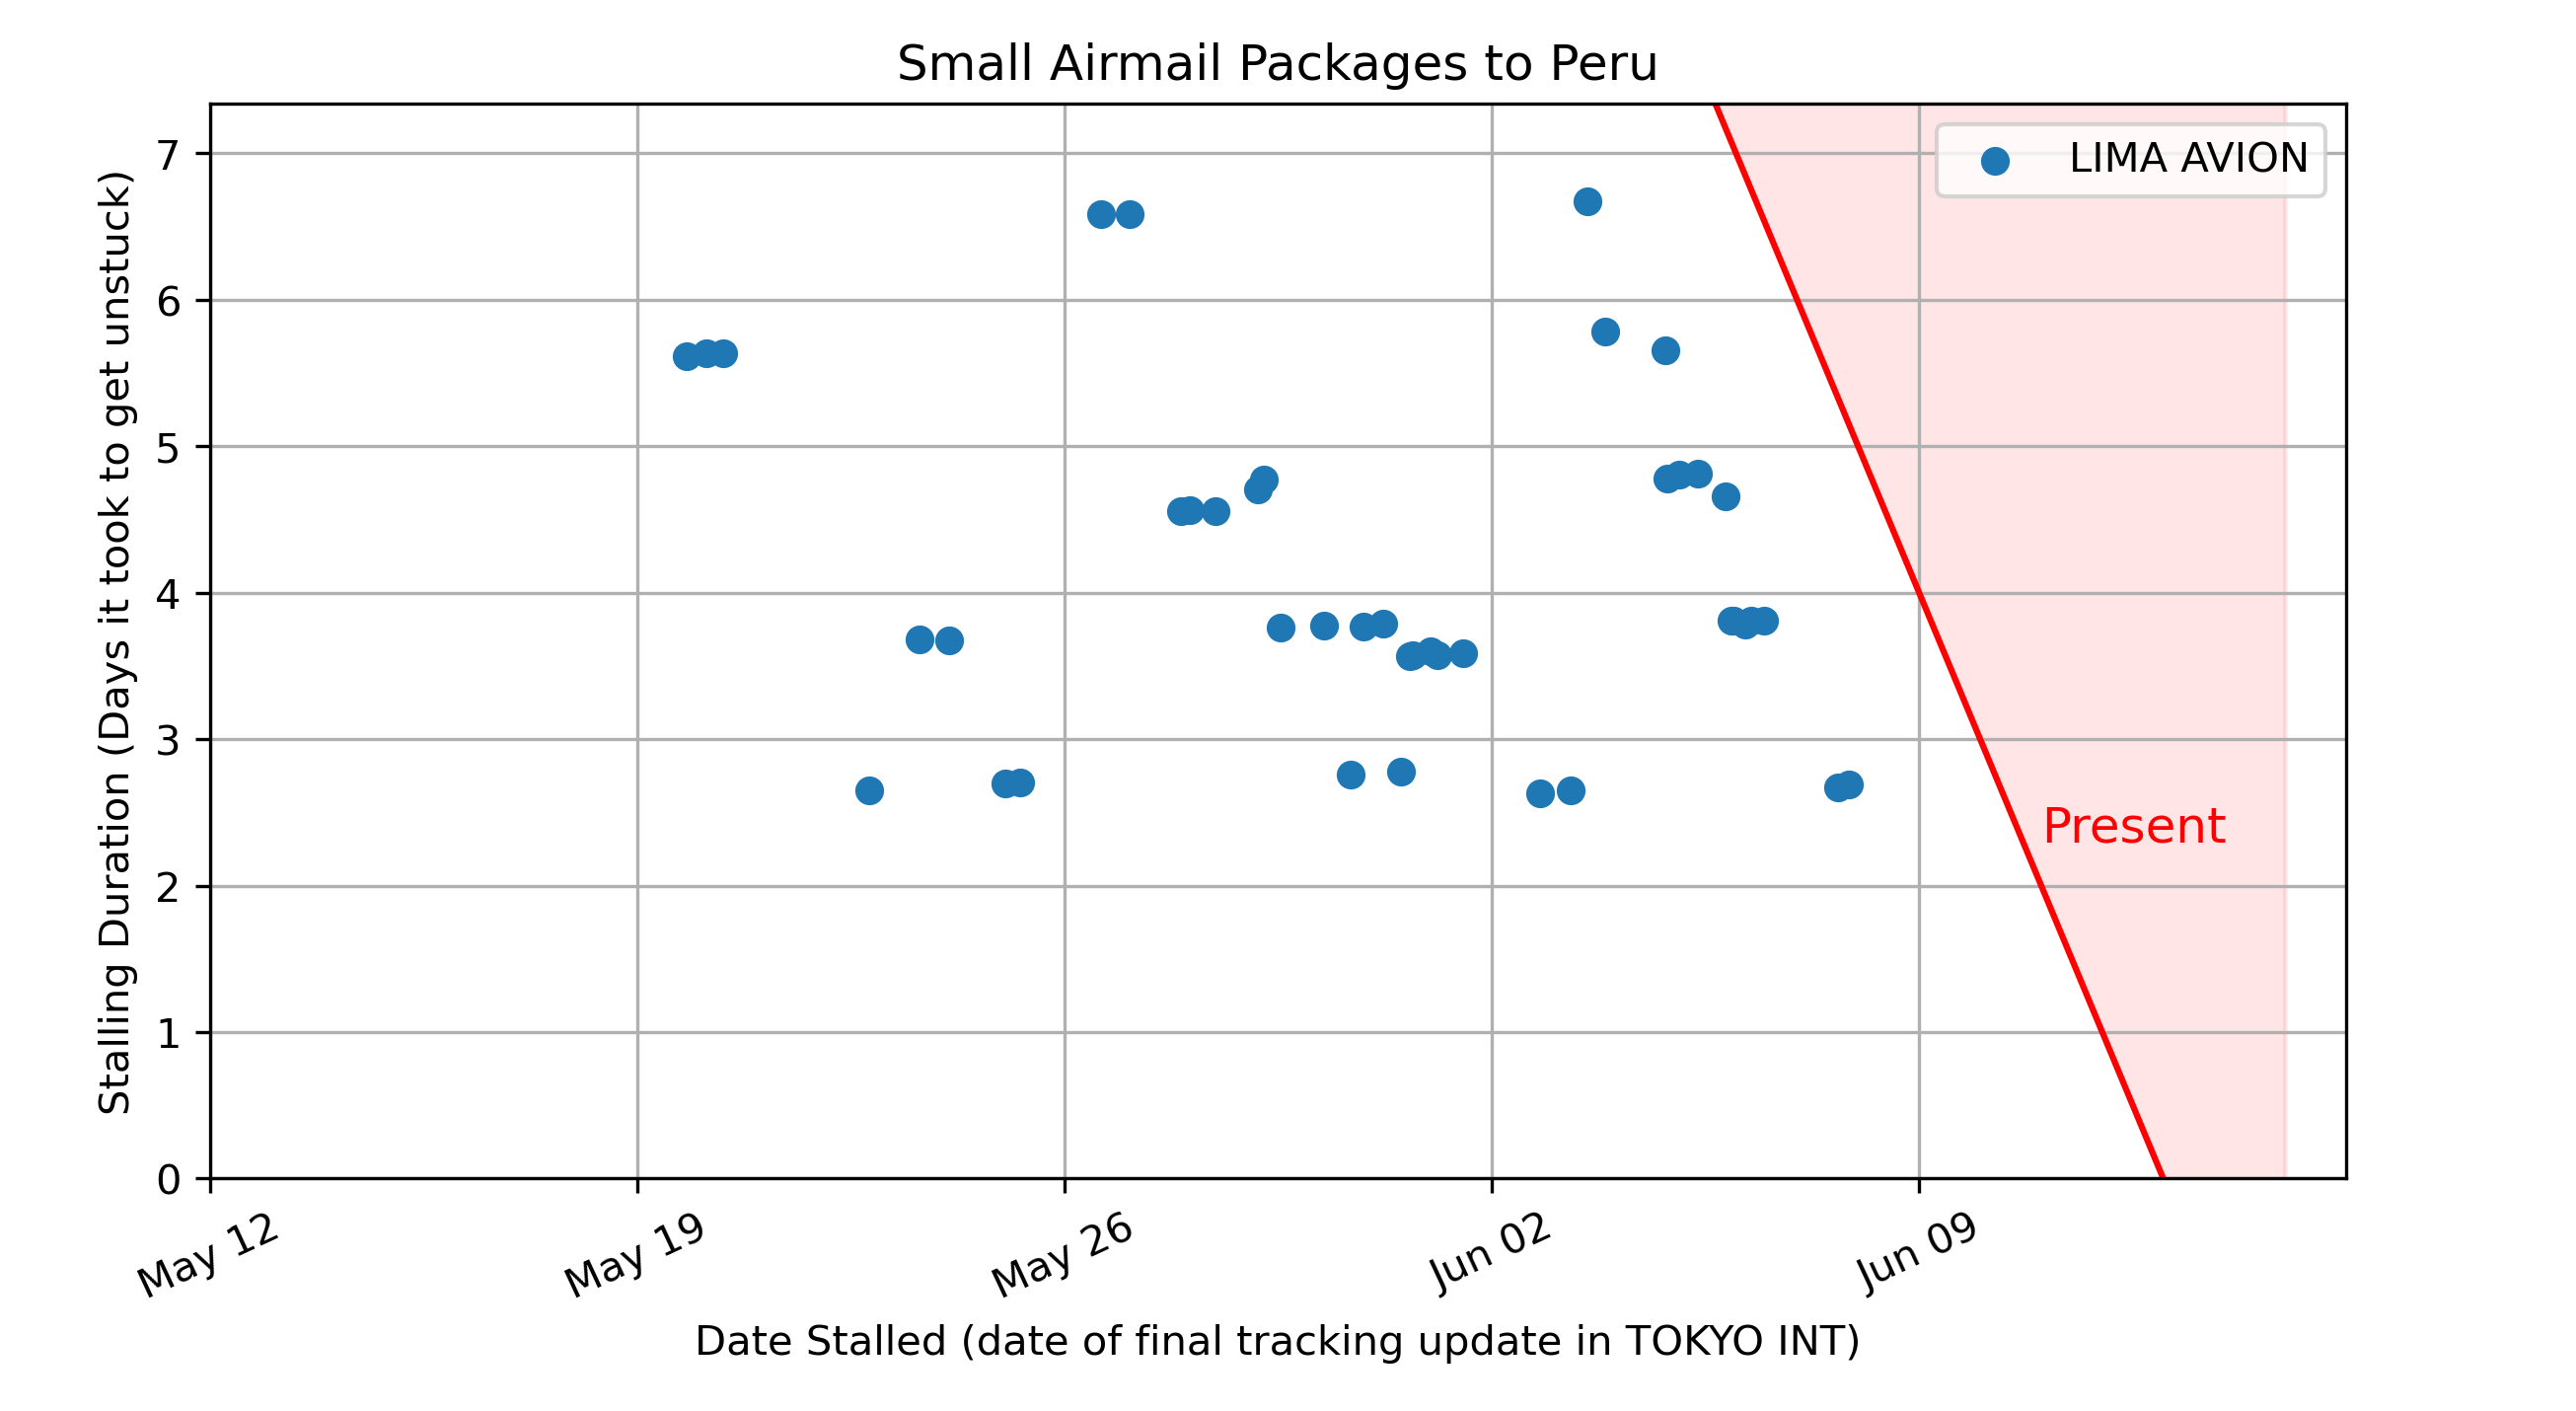 Small Airmail Packages to Peru
LIMA AVION
Stalling Duration (Days it took to get unstuck)
7
6
5
4
3
2
1
0
Present
May 12
May 19
May 26
Jun 02
Jun 09
Date Stalled (date of final tracking update in TOKYO INT)